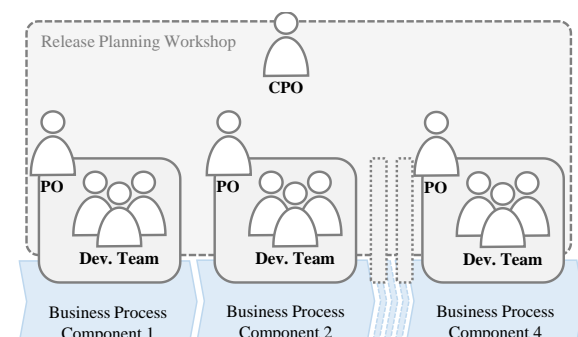 Release Planning Workshop
CPO
PO
PO
PO
Dev. Team
Dev. Team
Dev. Team
Business Process
Component 1
Business Process
Component 2
Business Process
Component 4